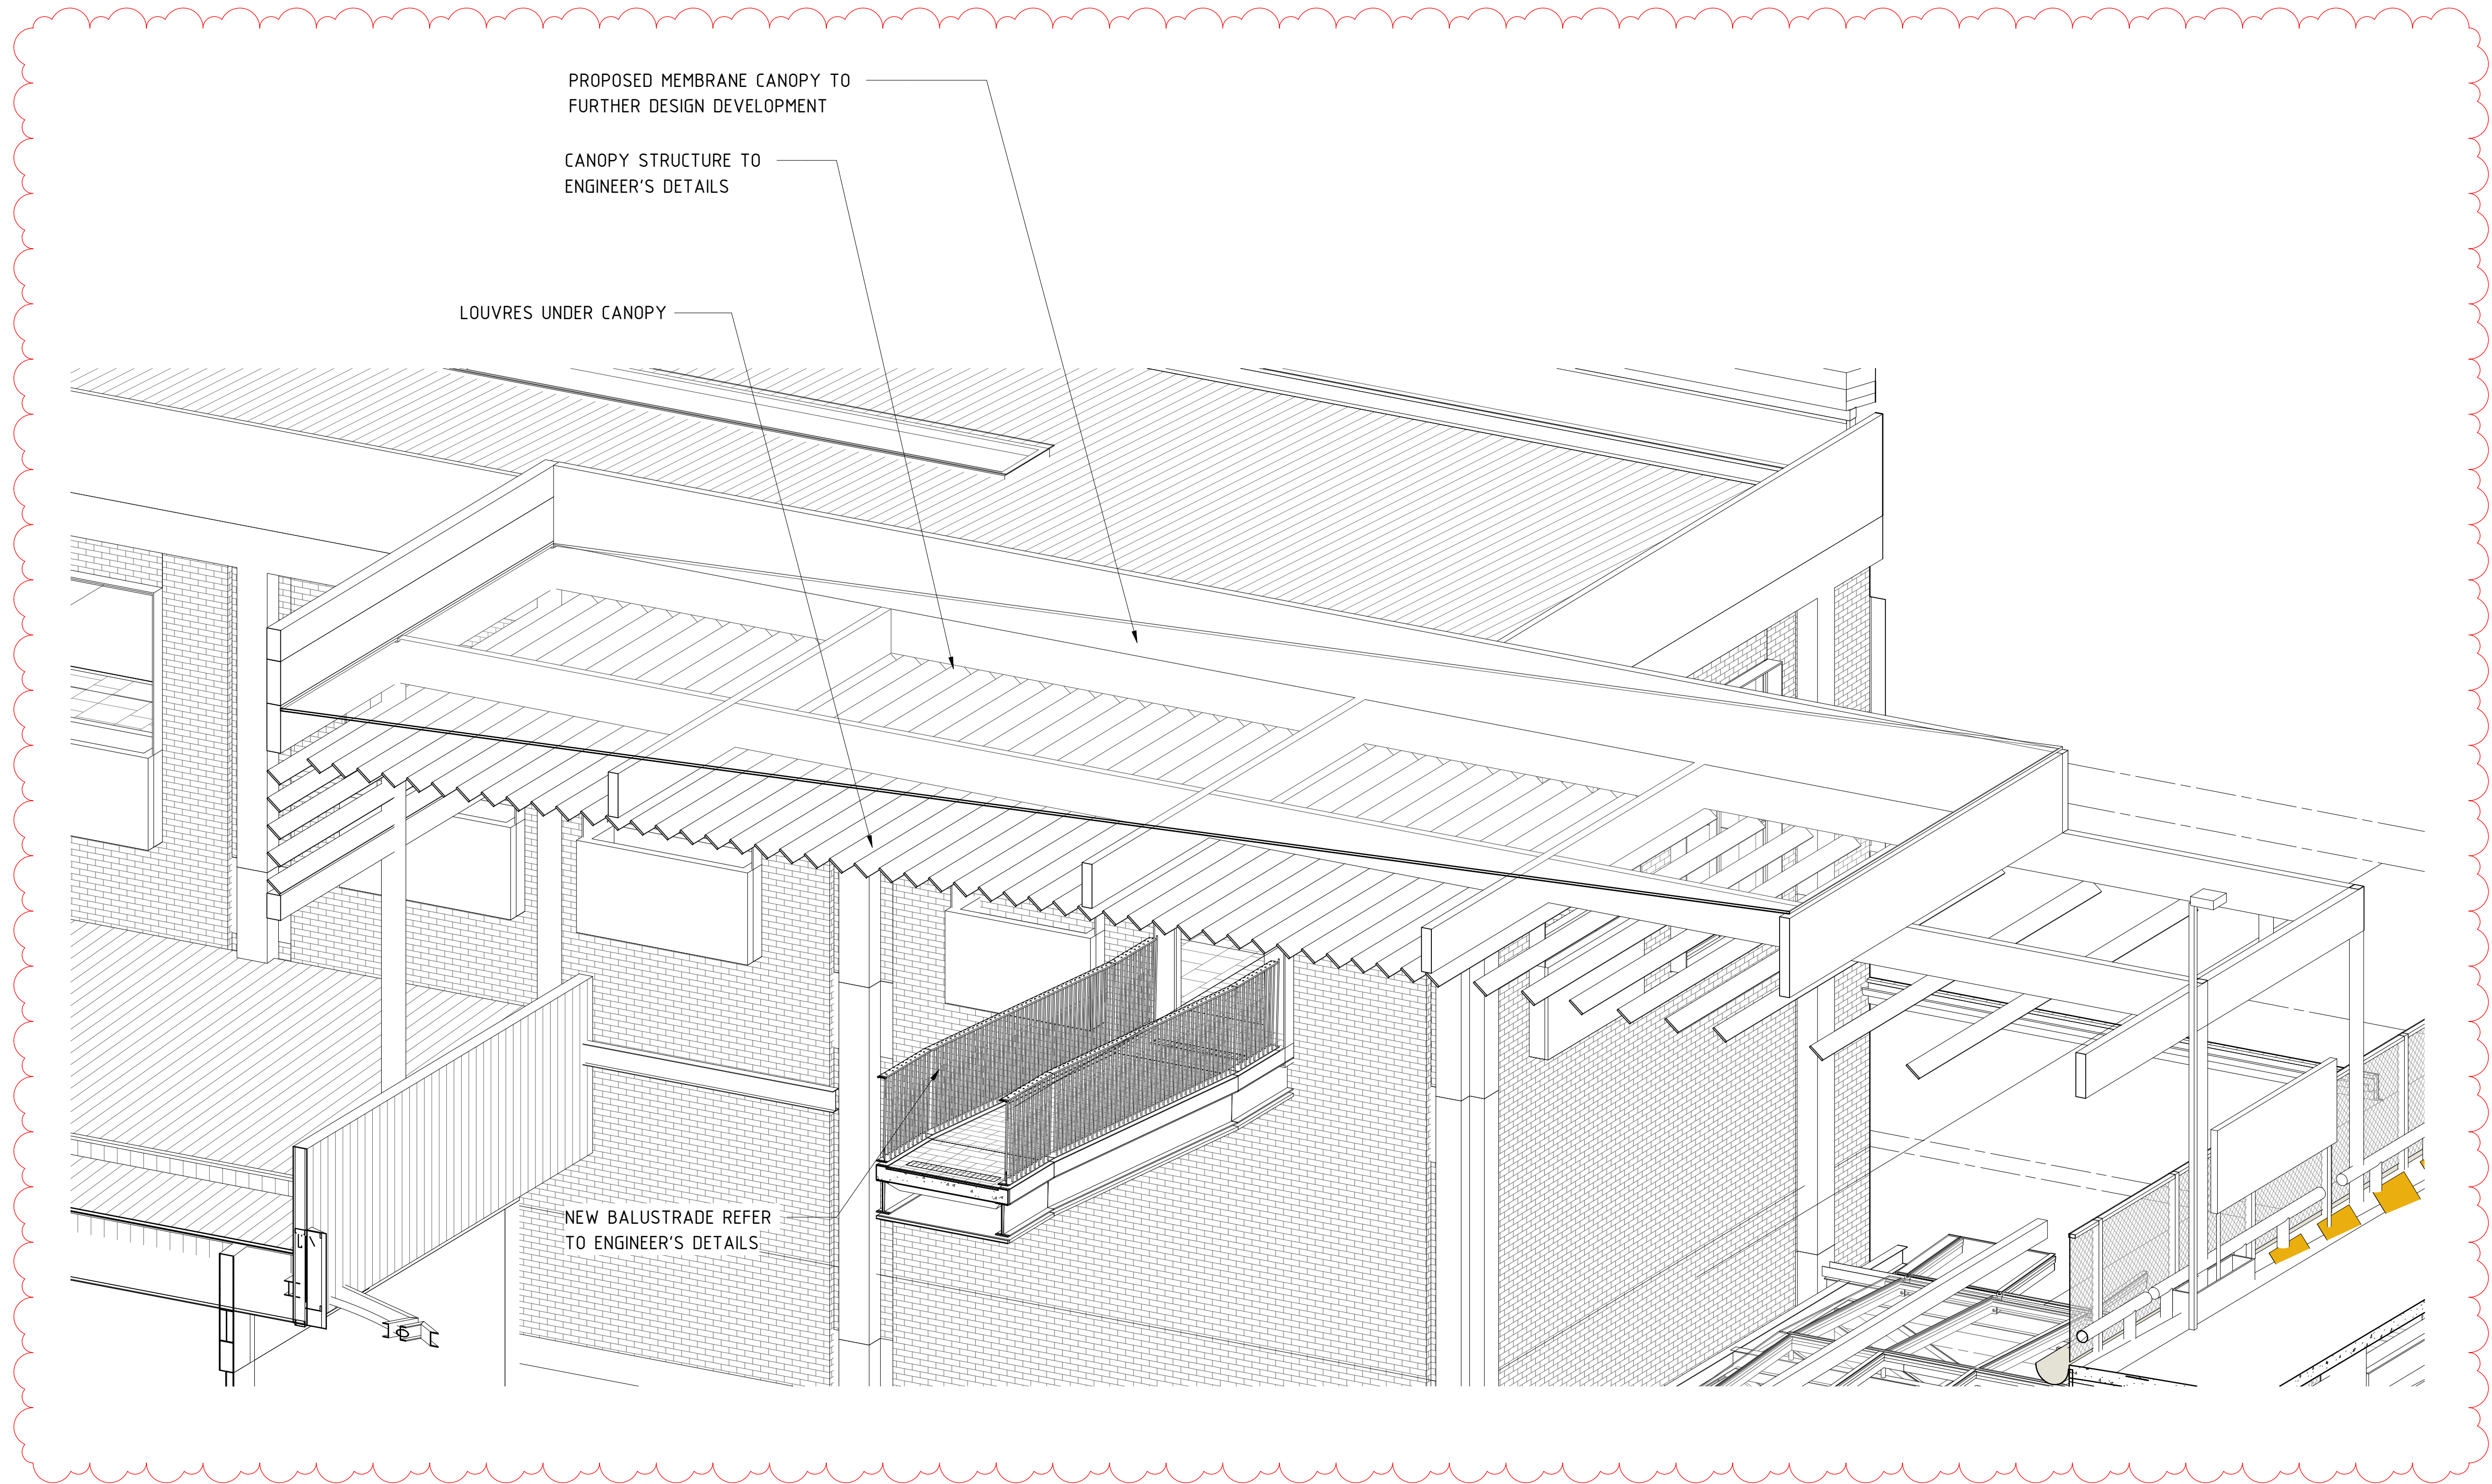 PROPOSED MEMBRANE CANOPY TO
FURTHER DESIGN DEVELOPMENT
CANOPY STRUCTURE TO
ENGINEER'S DETAILS
LOUVRES UNDER CANOPY
NEW BALUSTRADE REFER
TO ENGINEER'S DETAILS